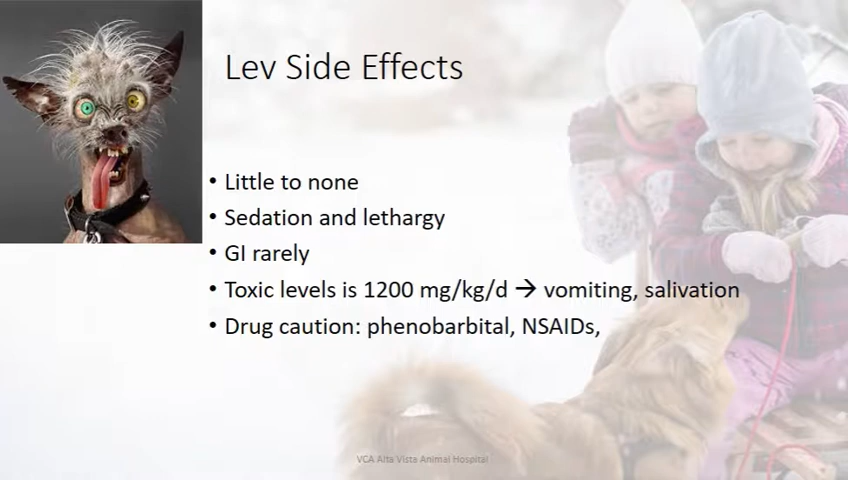 Lev Side Effects
• Little to none
• Sedation and lethargy
• GI rarely
• Toxic levels is 1200 mg/kg/d → vomiting, salivation
• Drug caution: phenobarbital, NSAIDs,
VCA Alta Vista Animal Hospital